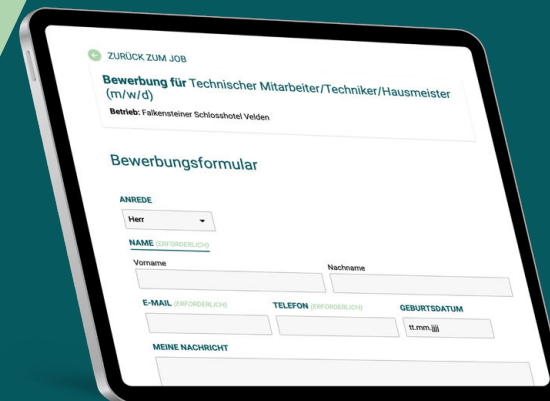 ZURÜCK ZUM JOB
Bewerbung für Technischer Mitarbeiter/Techniker/Hausmeister
(m/w/d)
Betrieb: Falkensteiner Schlosshotel Velden
Bewerbungsformular
ANREDE
Herr
NAME (ERFORDERLICH)
Vorname Nachname
E-MAIL (ERFORDERLICH) TELEFON (ERFORDERLICH) GEBURTSDATUM
tt.mm.jjjj
MEINE NACHRICHT